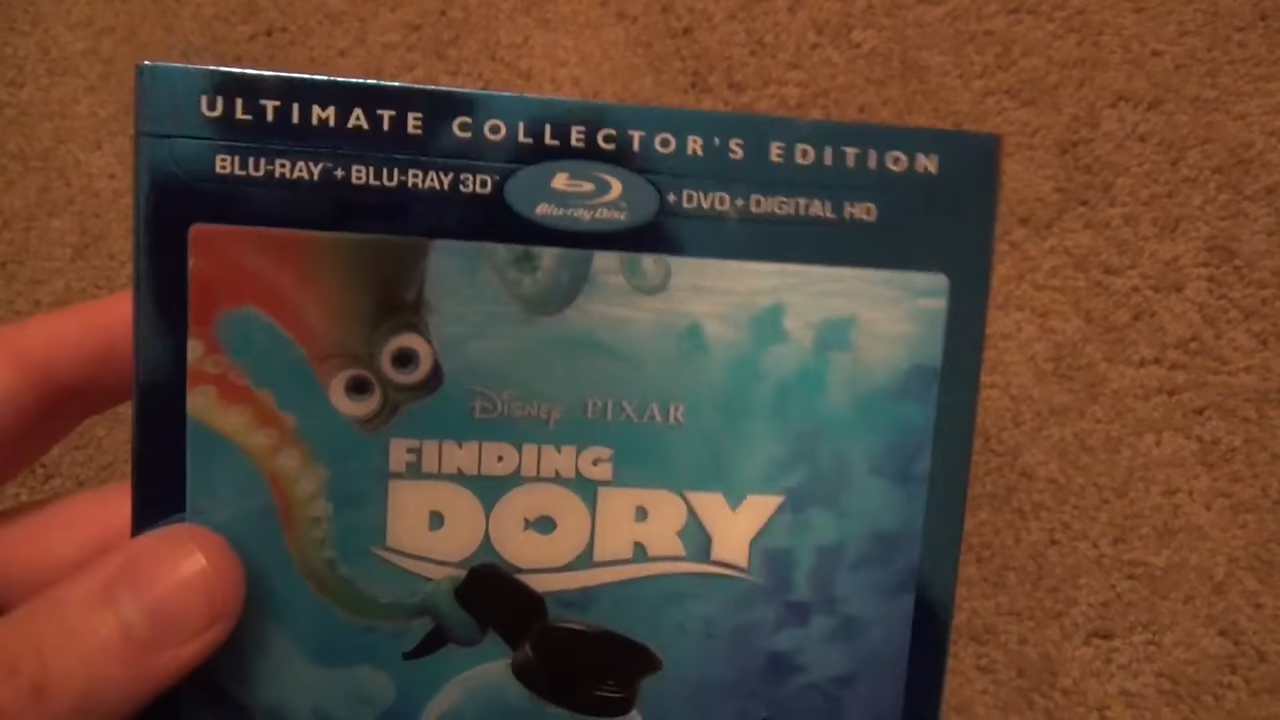 ULTIMATE COLLECTOR'S EDITION
BLU-RAY™ + BLU-RAY 3D™ Blu-ray Disc + DVD + DIGITAL HD
DISNEY PIXAR
FINDING
DORY